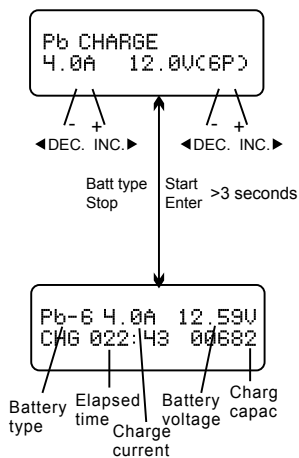 Pb CHARGE
4.0A 12.0V(6P)
- + - +
◀DEC. INC.▶ ◀DEC. INC.▶
Batt type Start
Stop Enter >3 seconds
Pb-6 4.0A 12.59V
CHG 022:43 00682
Battery type
Elapsed time
Charge current
Battery voltage
Charg
capac